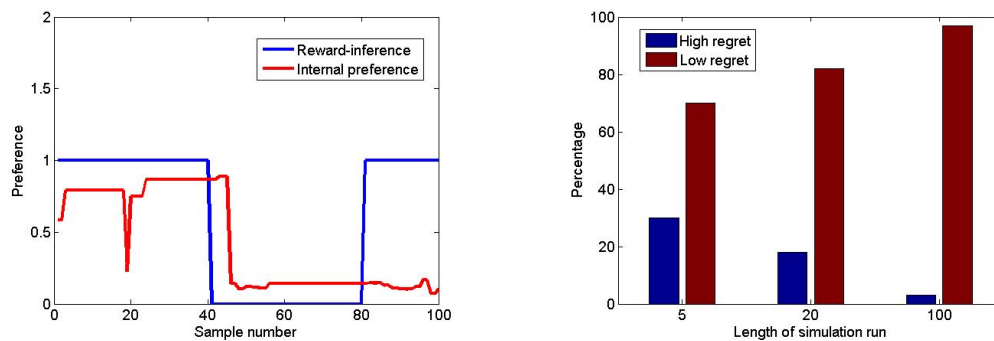 2
1.5
1
0.5
0
Preference
0 20 40 60 80 100
Sample number
Reward-inference
Internal preference
100
80
60
40
20
0
Percentage
5 20 100
Length of simulation run
High regret
Low regret